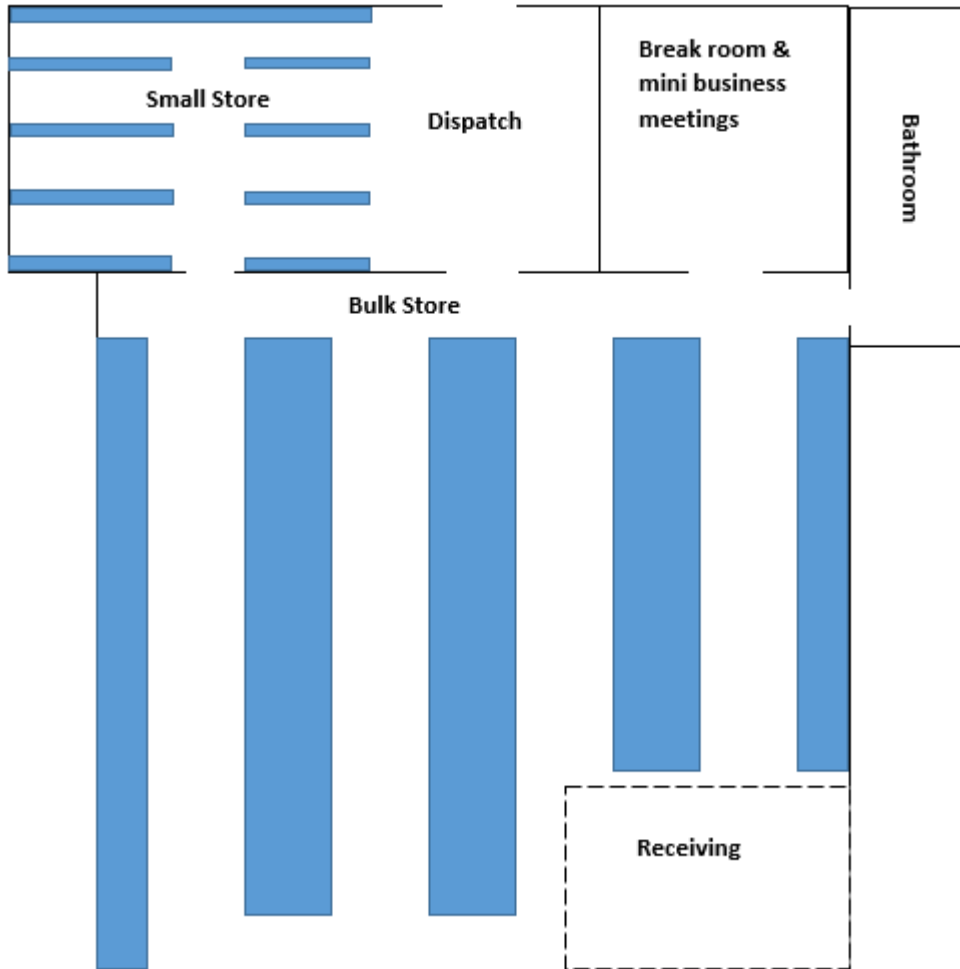 Break room &
mini business
meetings
Small Store
Dispatch
Bathroom
Bulk Store
Receiving